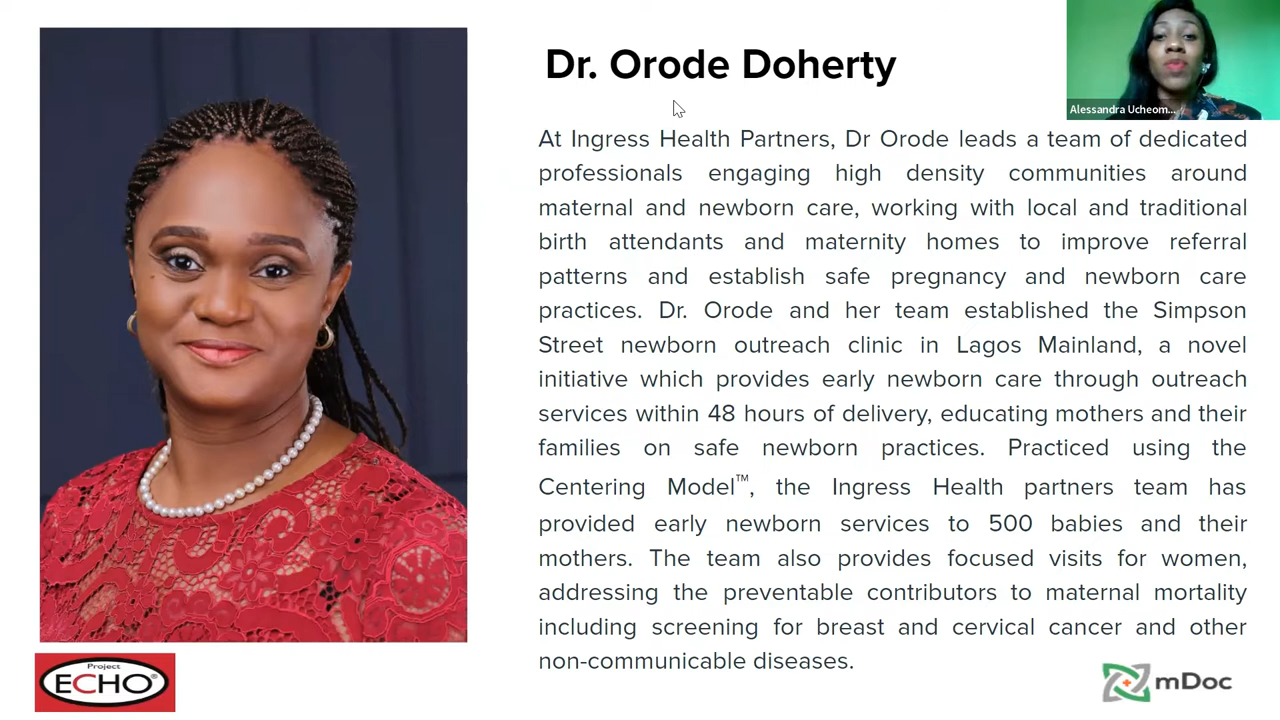 Dr. Orode Doherty
Alessandra Ucheom...
At Ingress Health Partners, Dr Orode leads a team of dedicated
professionals engaging high density communities around
maternal and newborn care, working with local and traditional
birth attendants and maternity homes to improve referral
patterns and establish safe pregnancy and newborn care
practices. Dr. Orode and her team established the Simpson
Street newborn outreach clinic in Lagos Mainland, a novel
initiative which provides early newborn care through outreach
services within 48 hours of delivery, educating mothers and their
families on safe newborn practices. Practiced using the
Centering Model™, the Ingress Health partners team has
provided early newborn services to 500 babies and their
mothers. The team also provides focused visits for women,
addressing the preventable contributors to maternal mortality
including screening for breast and cervical cancer and other
non-communicable diseases.
Project
ECHO®
mDoc